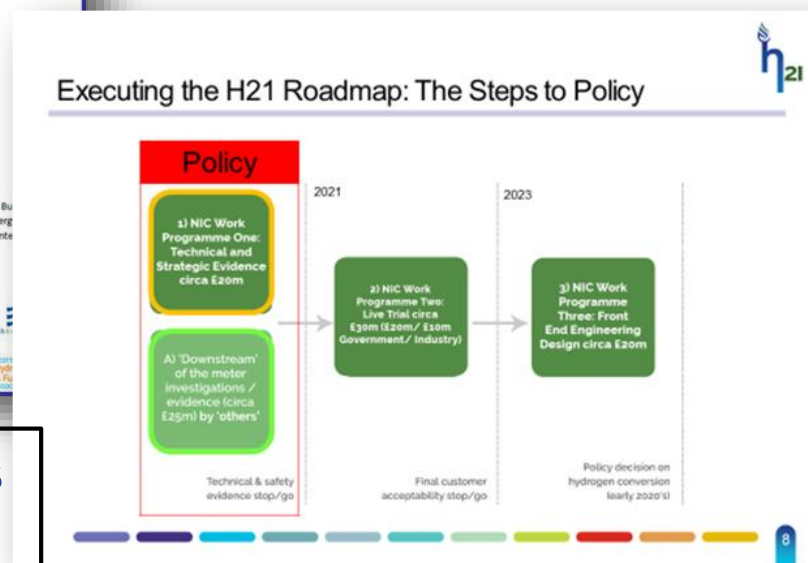 h21
Executing the H21 Roadmap: The Steps to Policy
Policy
2021
2023
1) NIC Work
Programme One:
Technical and
Strategic Evidence
circa £20m
2) NIC Work
Programme Two:
Live Trial circa
£30m (£20m/ £10m
Government/ Industry)
3) NIC Work
Programme
Three: Front
End Engineering
Design circa £20m
A) 'Downstream'
of the meter
investigations /
evidence (circa
£25m) by 'others'
Technical & safety
evidence stop/go
Final customer
acceptability stop/go
Policy decision on
hydrogen conversion
(early 2020's)
8